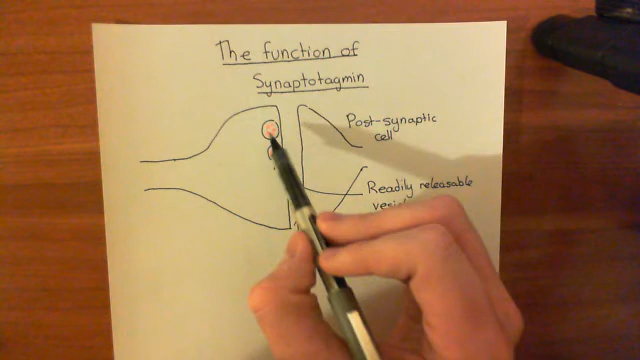 The function of
Synaptotagmin
Post-synaptic
cell
Readily releasable